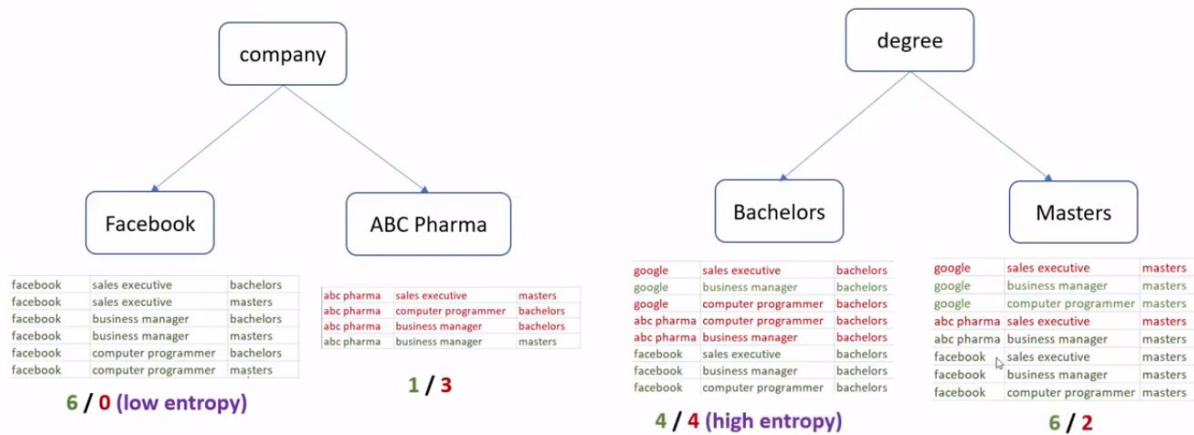 company
degree
Facebook
ABC Pharma
Bachelors
Masters
facebook sales executive bachelors
facebook sales executive masters
facebook business manager bachelors
facebook business manager masters
facebook computer programmer bachelors
facebook computer programmer masters
6 / 0 (low entropy)
abc pharma sales executive masters
abc pharma computer programmer bachelors
abc pharma business manager bachelors
abc pharma business manager masters
1 / 3
google sales executive bachelors
google business manager bachelors
google computer programmer bachelors
abc pharma computer programmer bachelors
abc pharma business manager bachelors
facebook sales executive bachelors
facebook business manager bachelors
facebook computer programmer bachelors
4 / 4 (high entropy)
google sales executive masters
google business manager masters
google computer programmer masters
abc pharma sales executive masters
abc pharma business manager masters
facebook sales executive masters
facebook business manager masters
facebook computer programmer masters
6 / 2